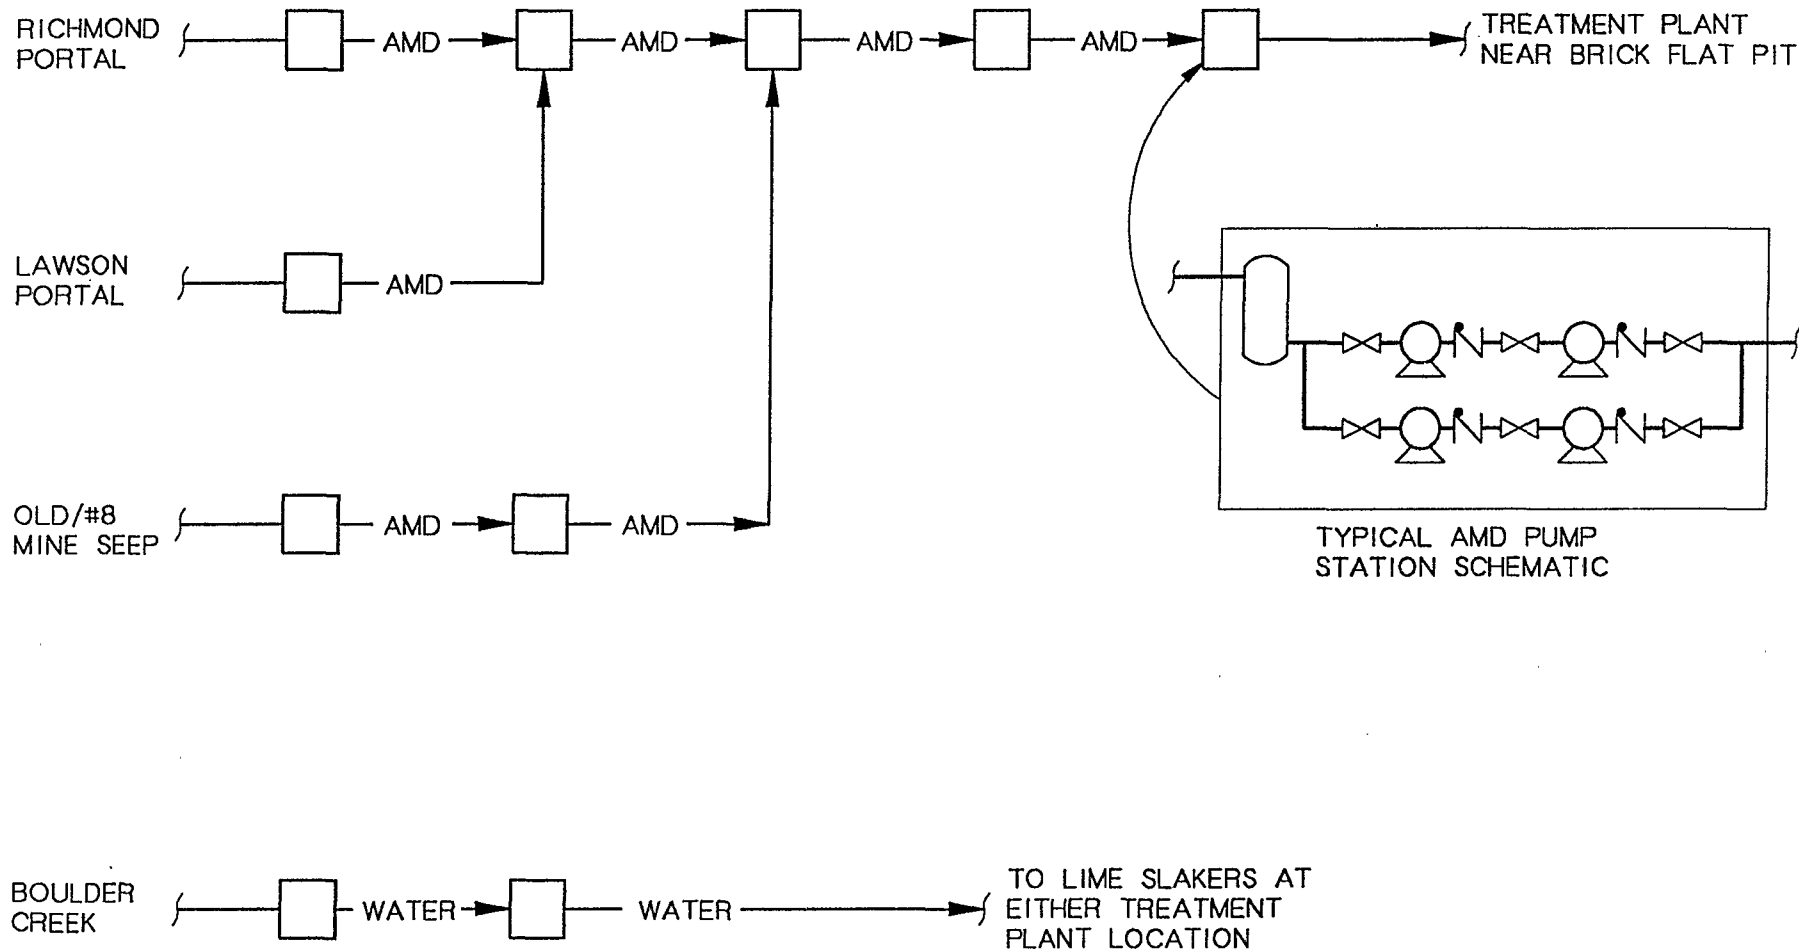 RICHMOND
PORTAL
AMD
AMD
AMD
AMD
TREATMENT PLANT
NEAR BRICK FLAT PIT
LAWSON
PORTAL
AMD
OLD/#8
MINE SEEP
AMD
AMD
TYPICAL AMD PUMP
STATION SCHEMATIC
BOULDER
CREEK
WATER
WATER
TO LIME SLAKERS AT
EITHER TREATMENT
PLANT LOCATION